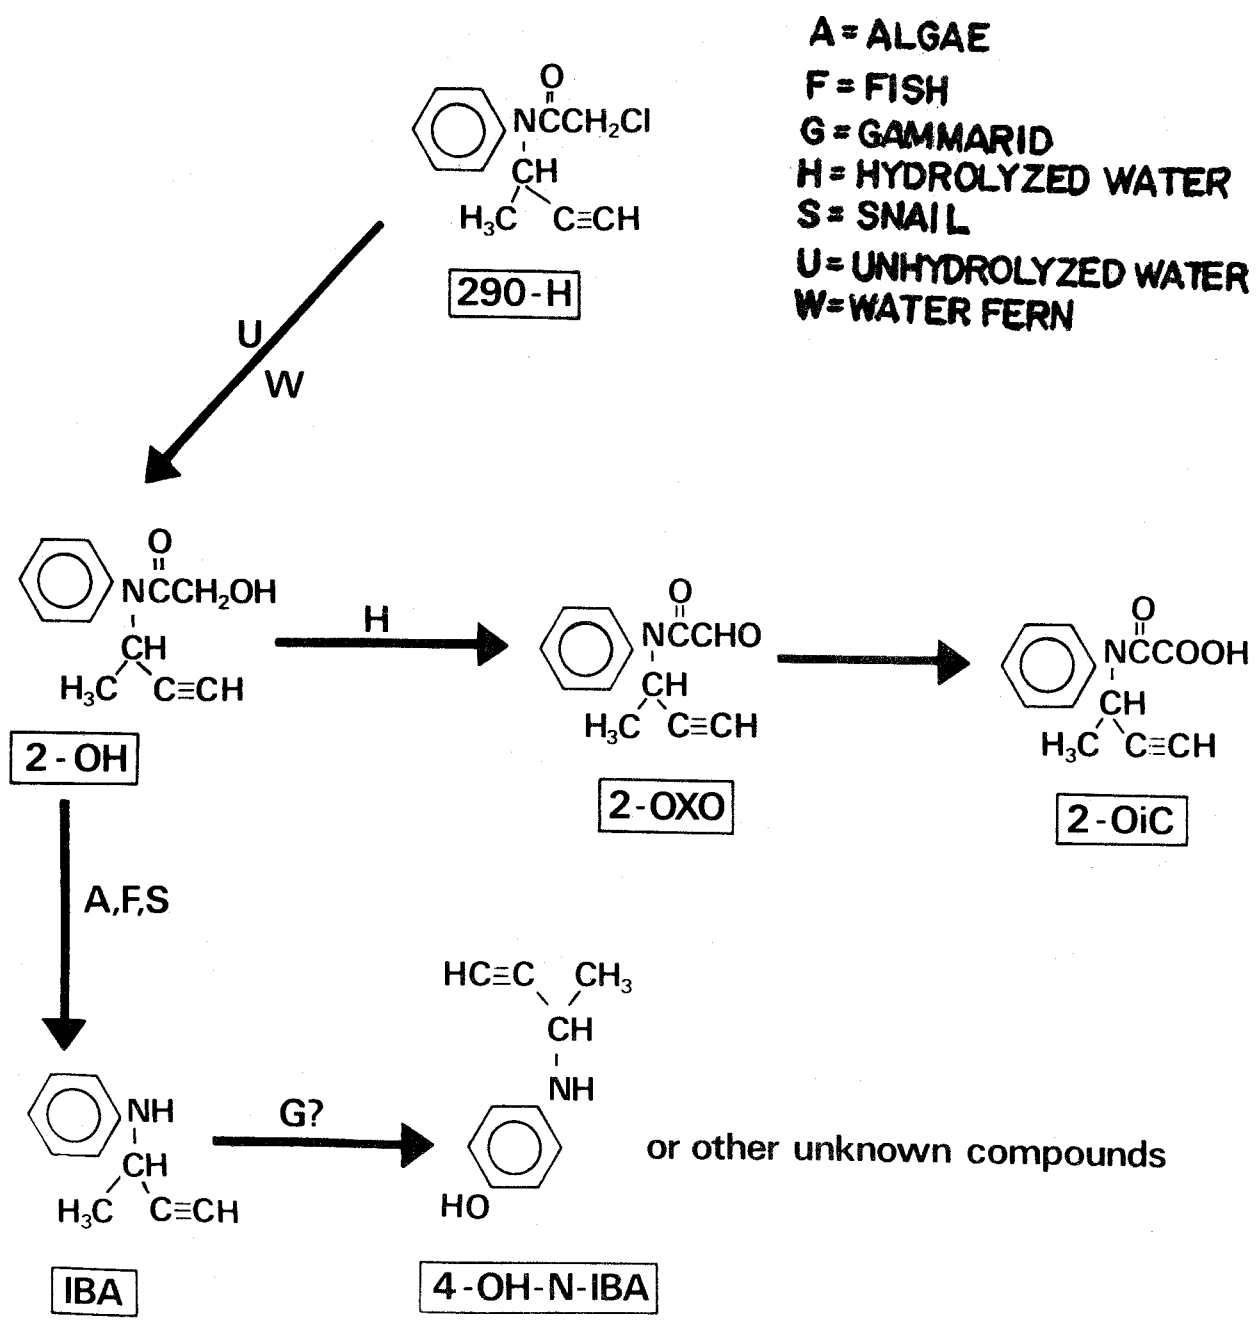 A = ALGAE
F = FISH
G = GAMMARID
H = HYDROLYZED WATER
S = SNAIL
U = UNHYDROLYZED WATER
W= WATER FERN
O
NCCH₂Cl
CH
H₃C C≡CH
290-H
U
W
O
NCCH₂OH
CH
H₃C C≡CH
2-OH
H
O
NCCHO
CH
H₃C C≡CH
2-OXO
O
NCCOOH
CH
H₃C C≡CH
2-OiC
A,F,S
NH
CH
H₃C C≡CH
IBA
G?
HC≡C CH₃
CH
NH
HO
4-OH-N-IBA
or other unknown compounds